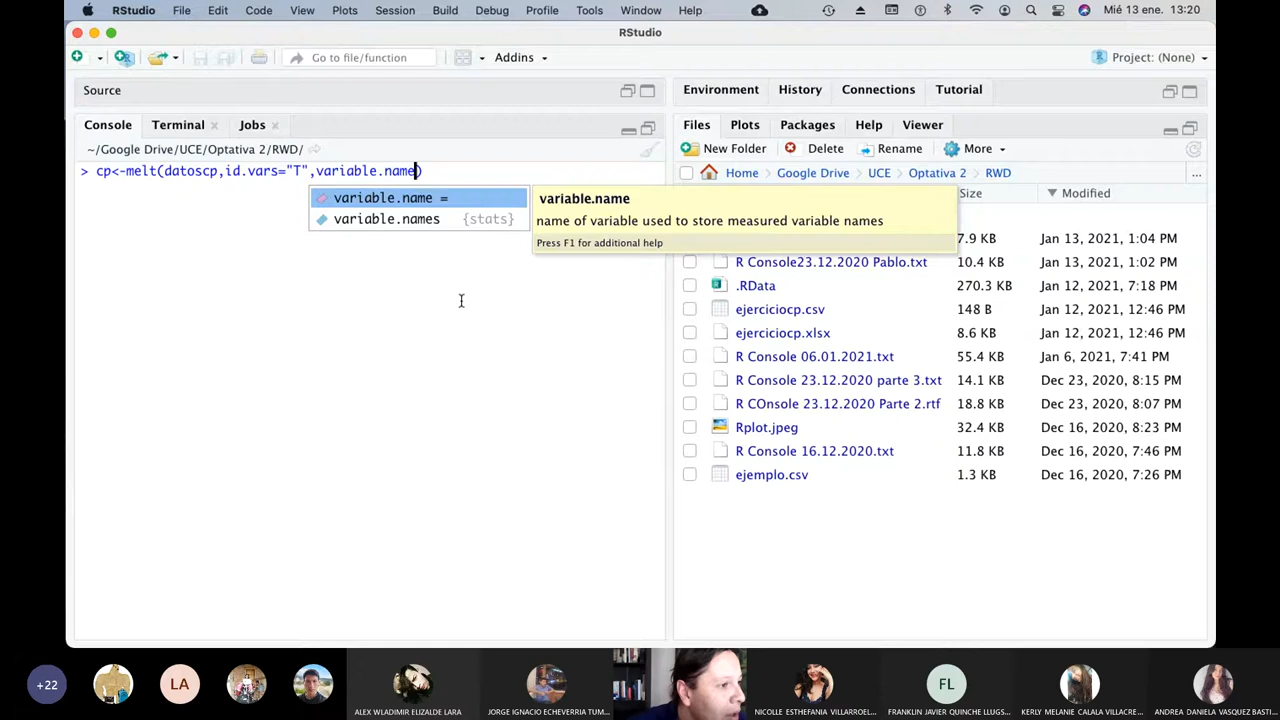 RStudio File Edit Code View Plots Session Build Debug Profile Tools Window Help Mié 13 ene. 13:20
RStudio
Go to file/function Addins Project: (None)
Source
Environment History Connections Tutorial
Console Terminal Jobs
Files Plots Packages Help Viewer
~/Google Drive/UCE/Optativa 2/RWD/
New Folder Delete Rename More
> cp<-melt(datoscp,id.vars="T",variable.name)
Home Google Drive UCE Optativa 2 RWD ...
Size Modified
variable.name =
variable.names {stats}
variable.name
name of variable used to store measured variable names
Press F1 for additional help
7.9 KB Jan 13, 2021, 1:04 PM
R Console23.12.2020 Pablo.txt 10.4 KB Jan 13, 2021, 1:02 PM
.RData 270.3 KB Jan 12, 2021, 7:18 PM
ejerciciocp.csv 148 B Jan 12, 2021, 12:46 PM
ejerciciocp.xlsx 8.6 KB Jan 12, 2021, 12:46 PM
R Console 06.01.2021.txt 55.4 KB Jan 6, 2021, 7:41 PM
R Console 23.12.2020 parte 3.txt 14.1 KB Dec 23, 2020, 8:15 PM
R COnsole 23.12.2020 Parte 2.rtf 18.8 KB Dec 23, 2020, 8:07 PM
Rplot.jpeg 32.4 KB Dec 16, 2020, 8:23 PM
R Console 16.12.2020.txt 11.8 KB Dec 16, 2020, 7:46 PM
ejemplo.csv 1.3 KB Dec 16, 2020, 7:26 PM
+22 LA FL
ALEX WLADIMIR ELIZALDE LARA JORGE IGNACIO ECHEVERRIA TUM... NICOLLE ESTHEFANIA VILLARROEL... FRANKLIN JAVIER QUINCHE LLUGS... KERLY MELANIE CALALA VILLACRE... ANDREA DANIELA VASQUEZ BASTI...